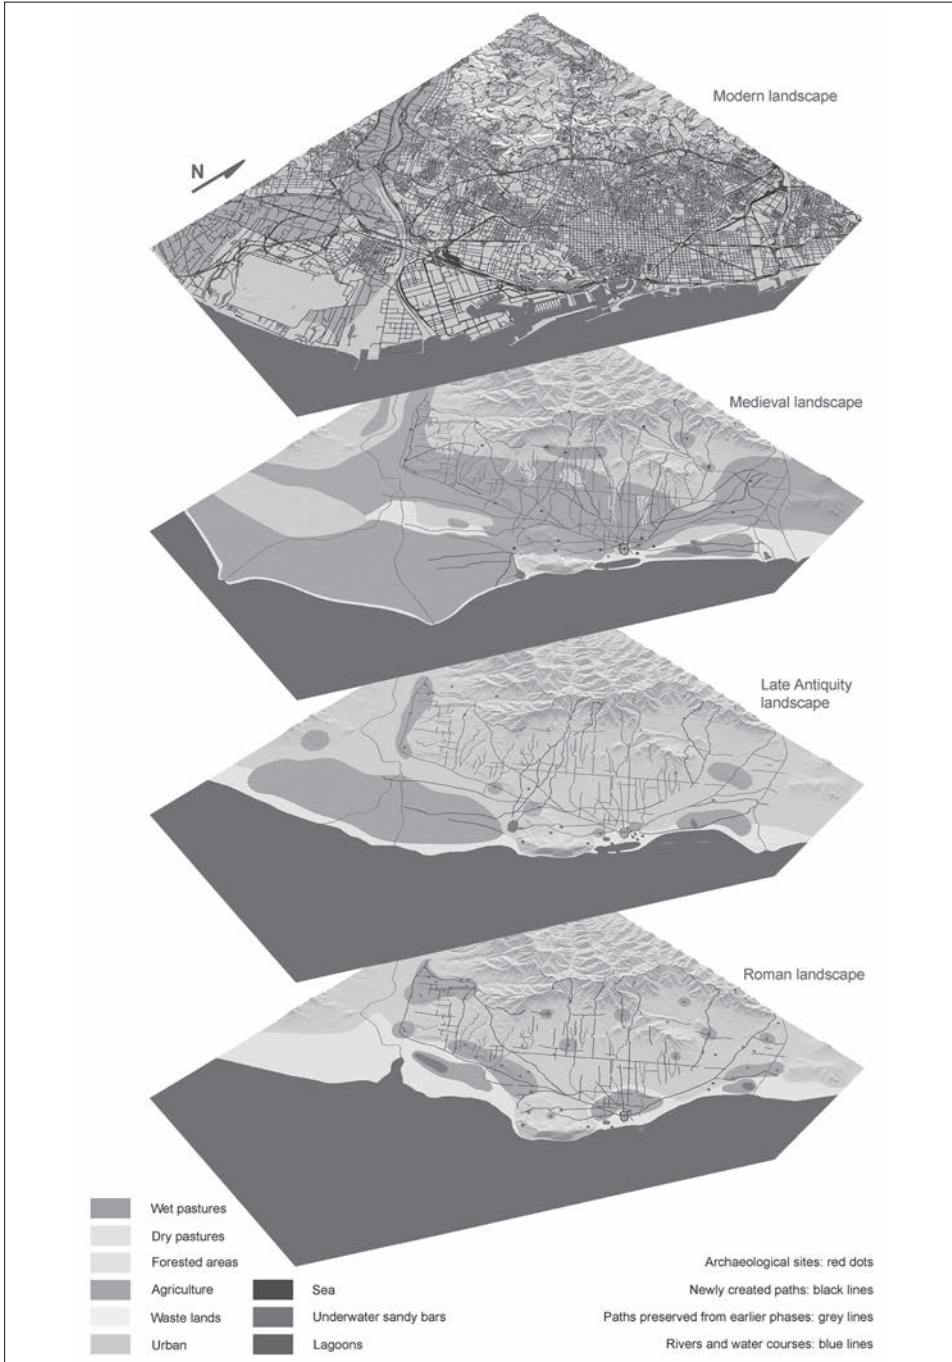 Modern landscape
N
Medieval landscape
Late Antiquity
landscape
Roman landscape
Wet pastures
Dry pastures
Forested areas
Agriculture
Waste lands
Urban
Sea
Underwater sandy bars
Lagoons
Archaeological sites: red dots
Newly created paths: black lines
Paths preserved from earlier phases: grey lines
Rivers and water courses: blue lines